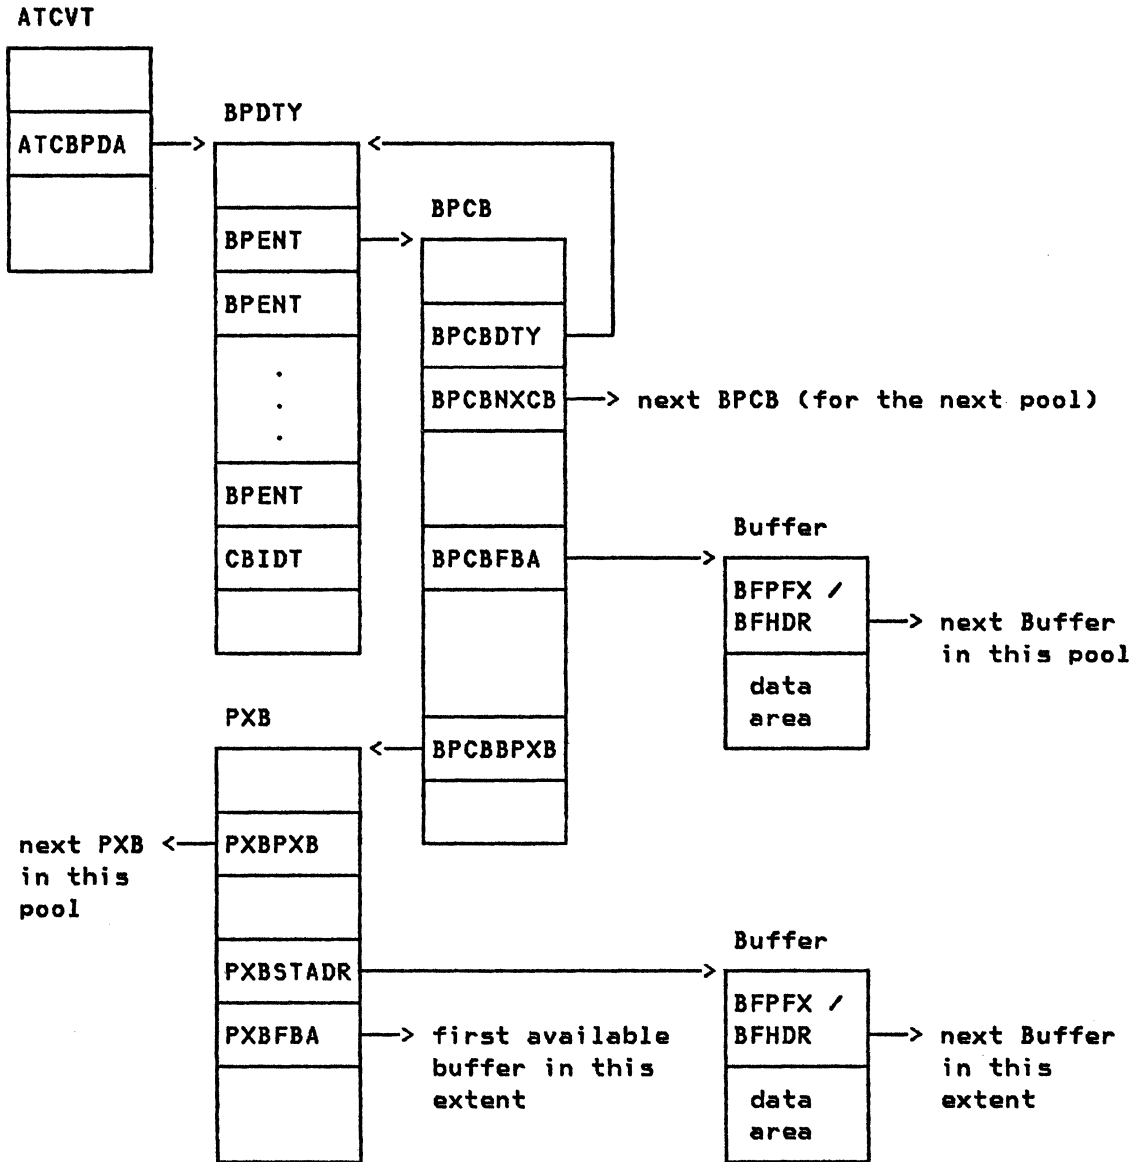 ATCVT
BPDTY
ATCBPDA
BPCB
BPENT
BPENT
BPCBDTY
.
.
.
BPCBNXCB
next BPCB (for the next pool)
BPENT
Buffer
CBIDT
BPCBFBA
BFPFX /
BFHDR
next Buffer
in this pool
data
area
PXB
BPCBBPXB
next PXB
in this
pool
PXBPXB
Buffer
PXBSTADR
BFPFX /
BFHDR
PXBFBA
first available
buffer in this
extent
next Buffer
in this
extent
data
area